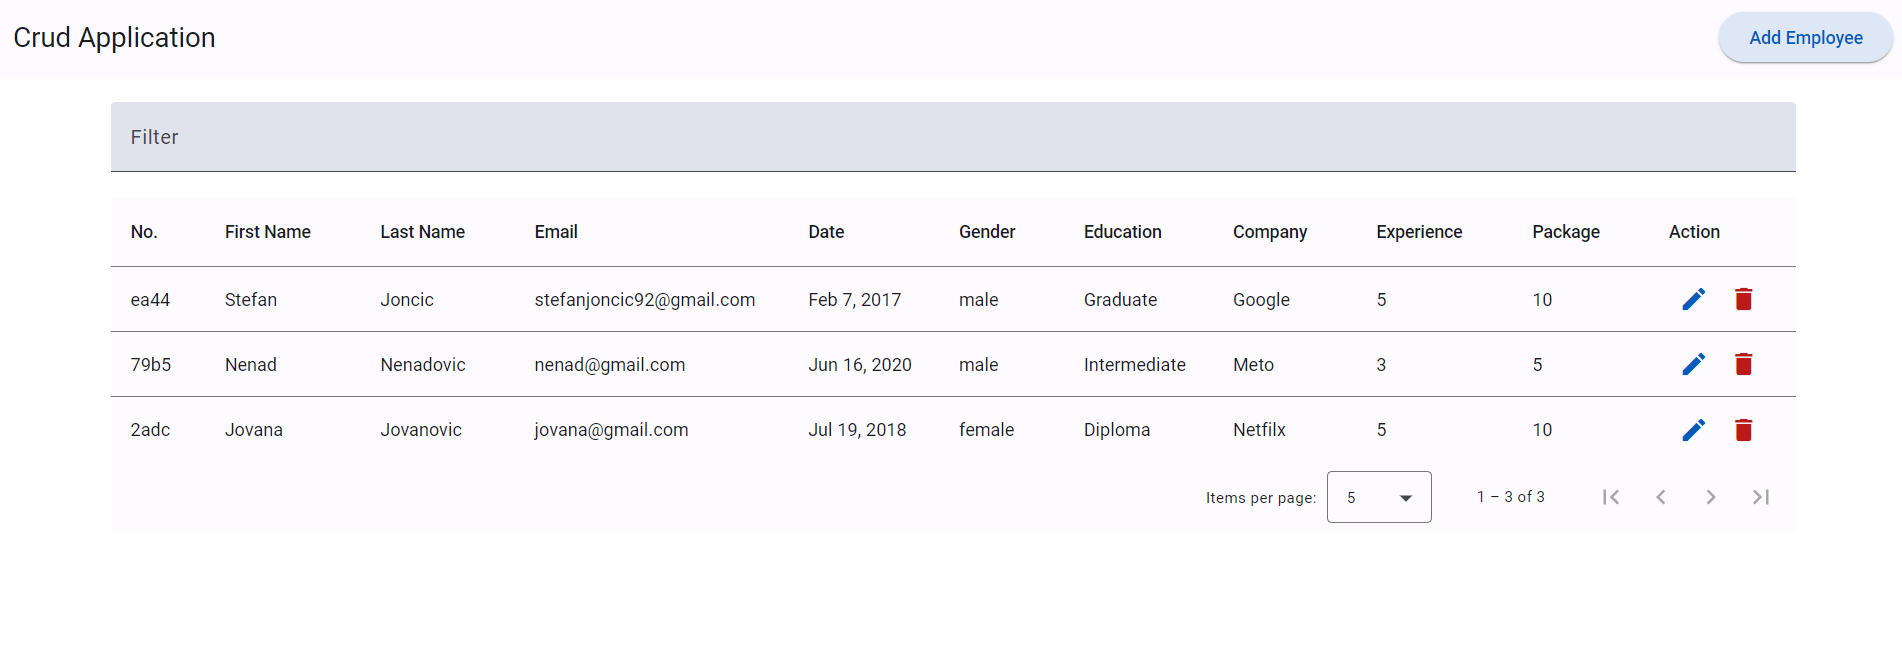 Crud Application Add Employee
Filter
No. First Name Last Name Email Date Gender Education Company Experience Package Action
ea44 Stefan Joncic stefanjoncic92@gmail.com Feb 7, 2017 male Graduate Google 5 10
79b5 Nenad Nenadovic nenad@gmail.com Jun 16, 2020 male Intermediate Meto 3 5
2adc Jovana Jovanovic jovana@gmail.com Jul 19, 2018 female Diploma Netfilx 5 10
Items per page: 5 1 – 3 of 3